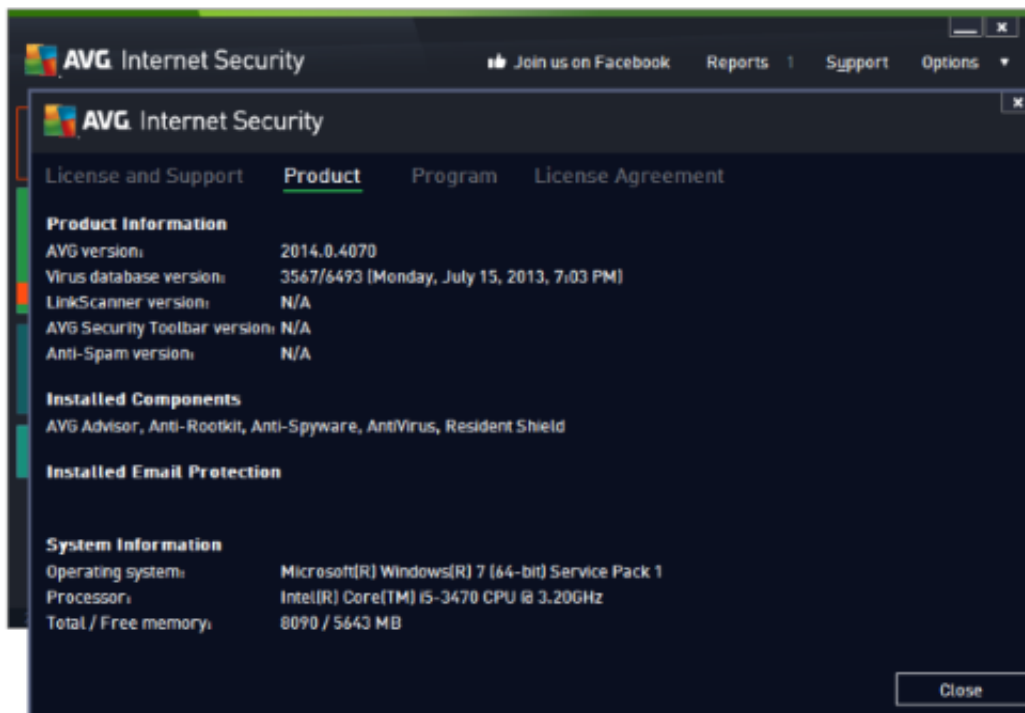 AVG Internet Security
Join us on Facebook Reports 1 Support Options
AVG Internet Security
License and Support Product Program License Agreement
Product Information
AVG version: 2014.0.4070
Virus database version: 3567/6493 (Monday, July 15, 2013, 7:03 PM)
LinkScanner version: N/A
AVG Security Toolbar version: N/A
Anti-Spam version: N/A
Installed Components
AVG Advisor, Anti-Rootkit, Anti-Spyware, AntiVirus, Resident Shield
Installed Email Protection
System Information
Operating system: Microsoft(R) Windows(R) 7 (64-bit) Service Pack 1
Processor: Intel(R) Core(TM) i5-3470 CPU @ 3.20GHz
Total / Free memory: 8090 / 5643 MB
Close